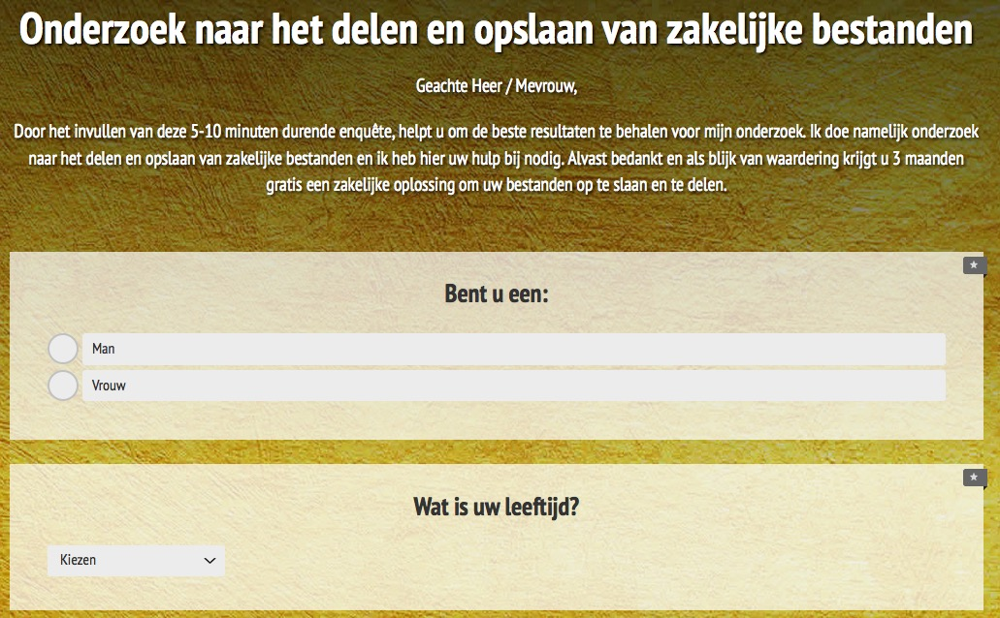 Onderzoek naar het delen en opslaan van zakelijke bestanden
Geachte Heer / Mevrouw,
Door het invullen van deze 5-10 minuten durende enquête, helpt u om de beste resultaten te behalen voor mijn onderzoek. Ik doe namelijk onderzoek
naar het delen en opslaan van zakelijke bestanden en ik heb hier uw hulp bij nodig. Alvast bedankt en als blijk van waardering krijgt u 3 maanden
gratis een zakelijke oplossing om uw bestanden op te slaan en te delen.
Bent u een:
Man
Vrouw
Wat is uw leeftijd?
Kiezen